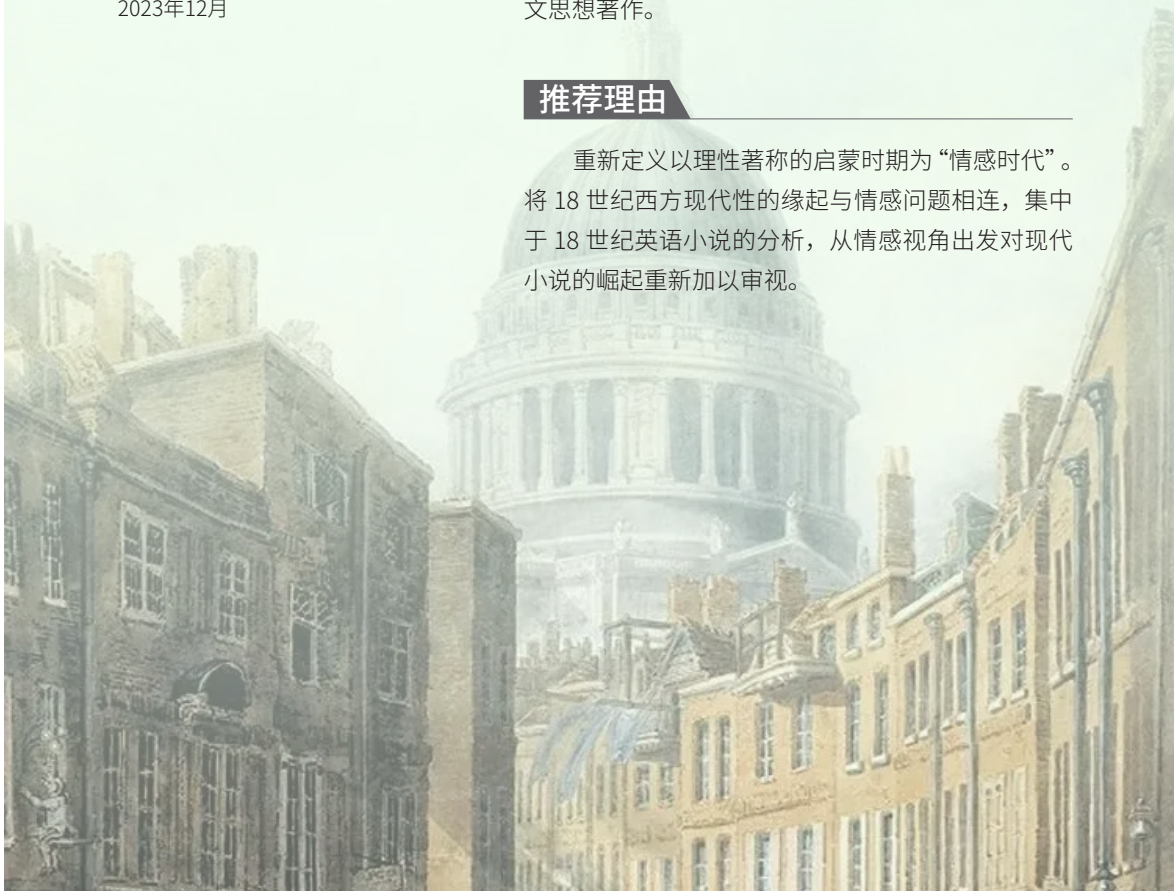 2023年12月
文思想著作。
推荐理由
重新定义以理性著称的启蒙时期为“情感时代”。
将 18 世纪西方现代性的缘起与情感问题相连，集中
于 18 世纪英语小说的分析，从情感视角出发对现代
小说的崛起重新加以审视。